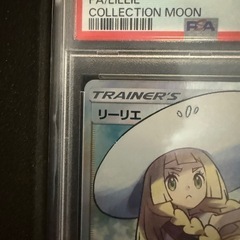 FA/LILLIE
COLLECTION MOON
PSA
TRAINER'S
リーリエ